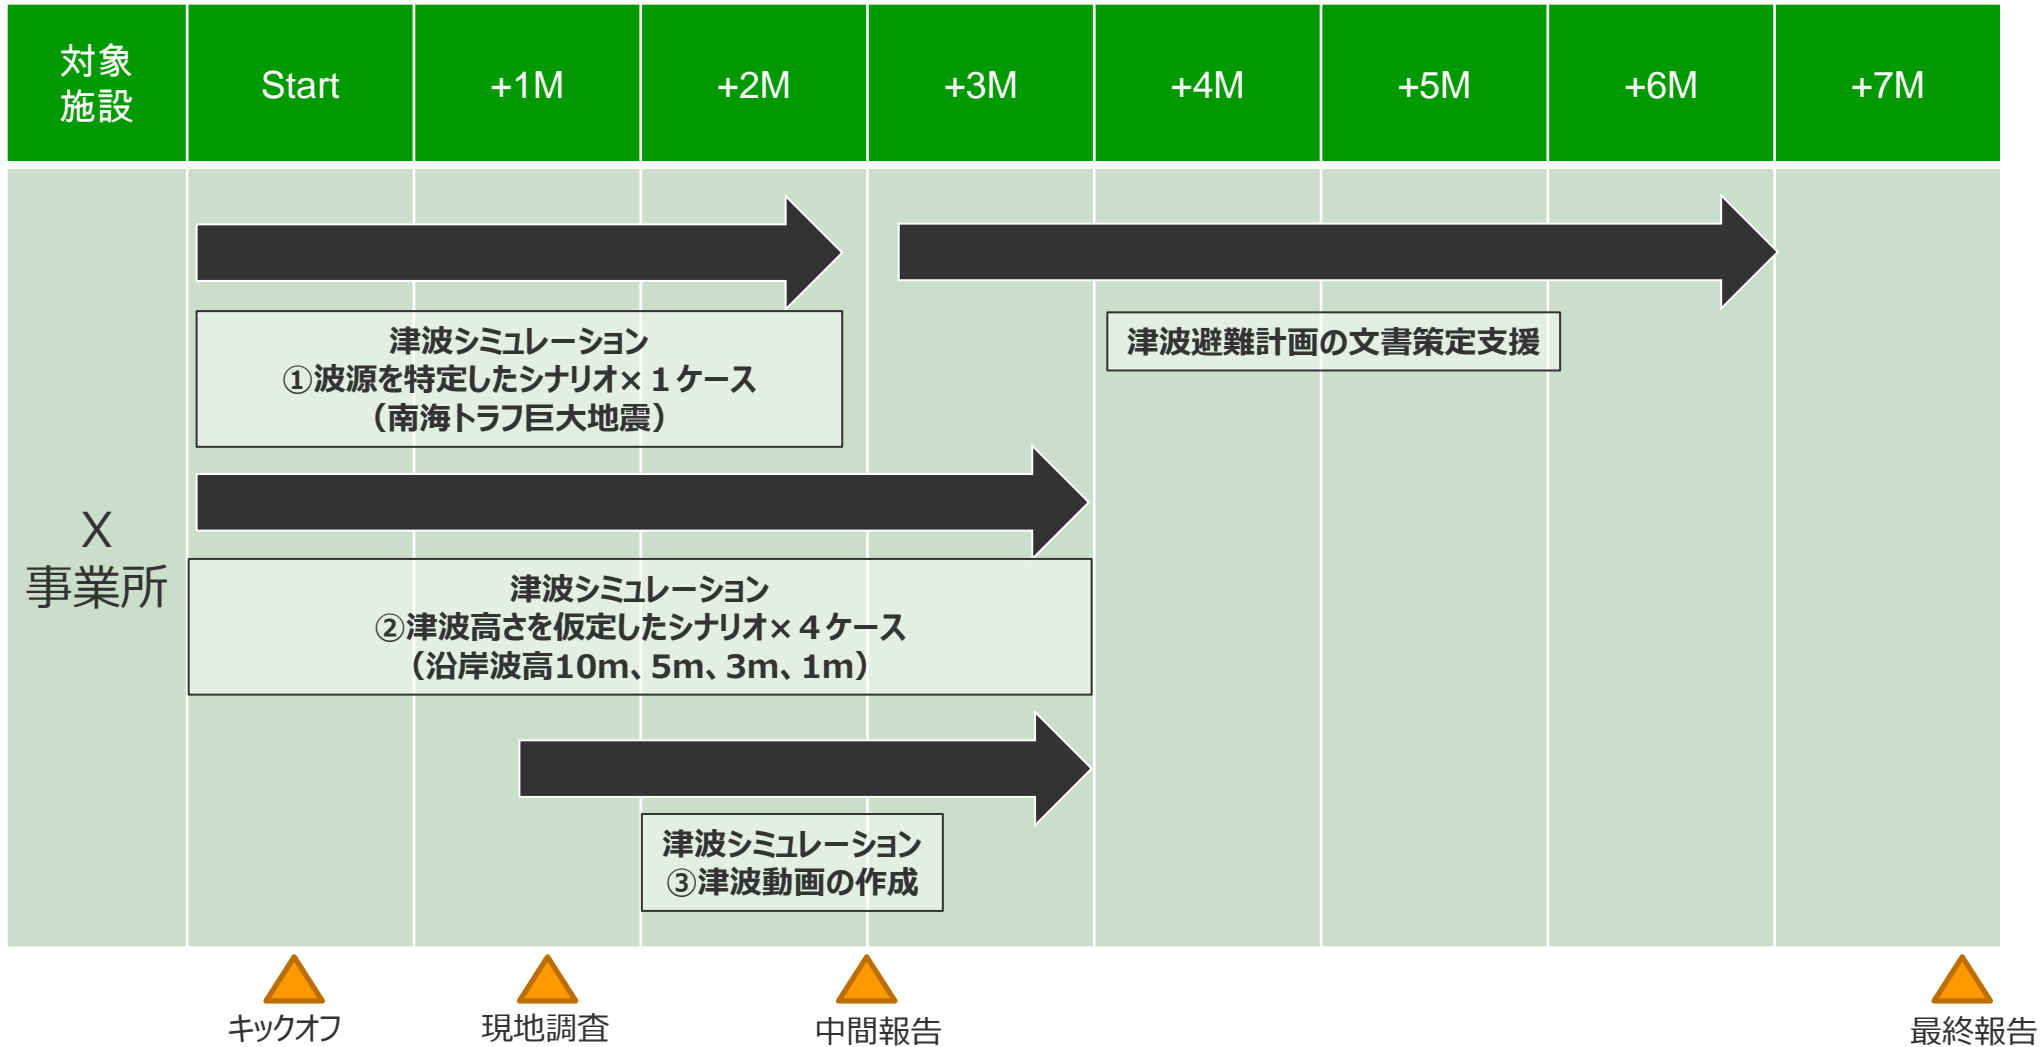 対象
施設
Start
+1M
+2M
+3M
+4M
+5M
+6M
+7M
X
事業所
津波シミュレーション
①波源を特定したシナリオ×１ケース
（南海トラフ巨大地震）
津波避難計画の文書策定支援
津波シミュレーション
②津波高さを仮定したシナリオ×４ケース
（沿岸波高10m、5m、3m、1m）
津波シミュレーション
③津波動画の作成
キックオフ
現地調査
中間報告
最終報告